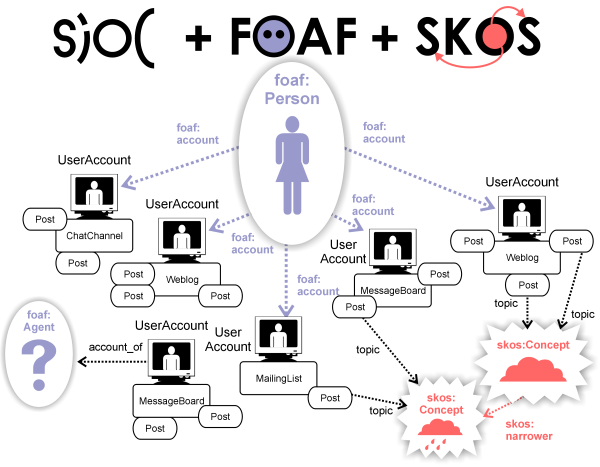 sioc + FOAF + SKOS
foaf:
Person
foaf:
account
foaf:
account
UserAccount
Post
ChatChannel
Post
UserAccount
Post
Weblog
Post
Post
foaf:
account
foaf:
account
foaf:
account
User
Account
Post
MessageBoard
Post
UserAccount
Post
Post
Weblog
Post
topic
topic
foaf:
Agent
?
account_of
UserAccount
MessageBoard
Post
Post
User
Account
MailingList
Post
topic
topic
skos:Concept
skos:
Concept
skos:
narrower